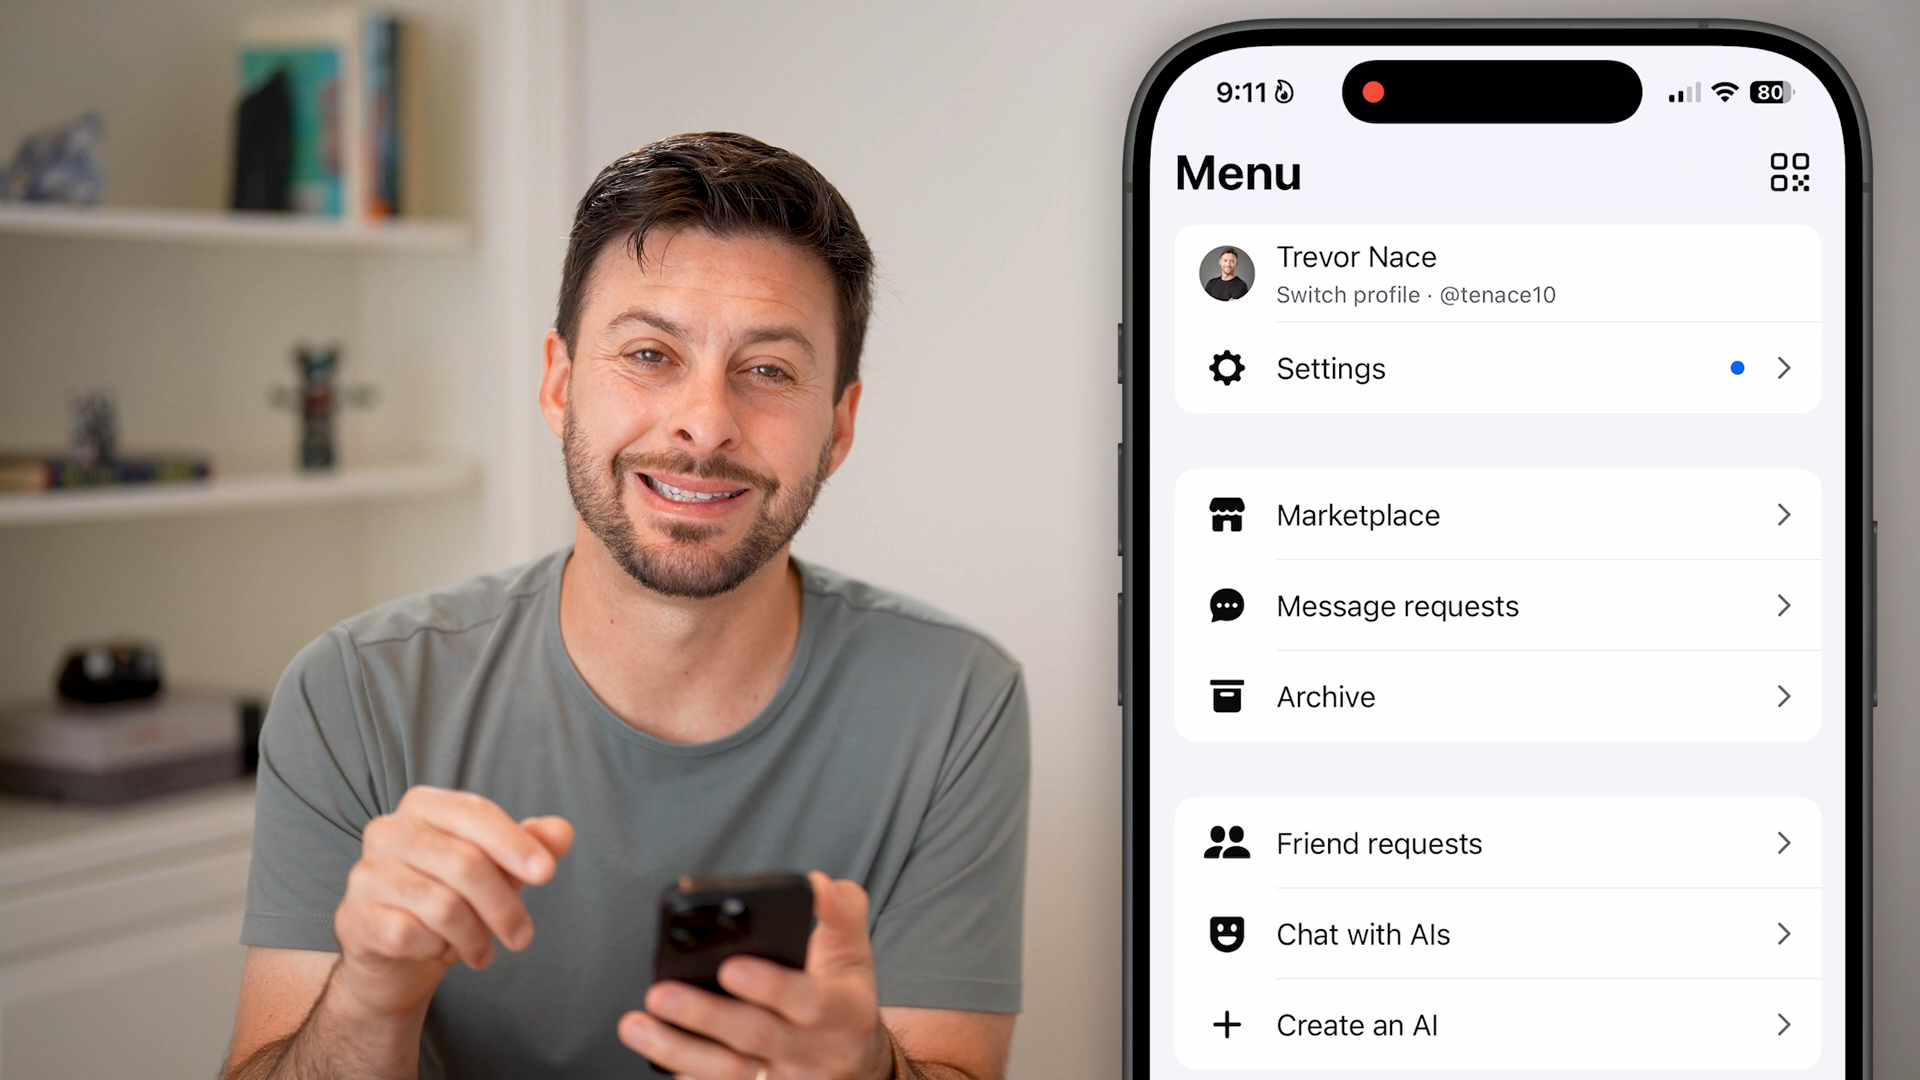 9:11
80
Menu
Trevor Nace
Switch profile · @tenace10
Settings
Marketplace
Message requests
Archive
Friend requests
Chat with AIs
Create an AI